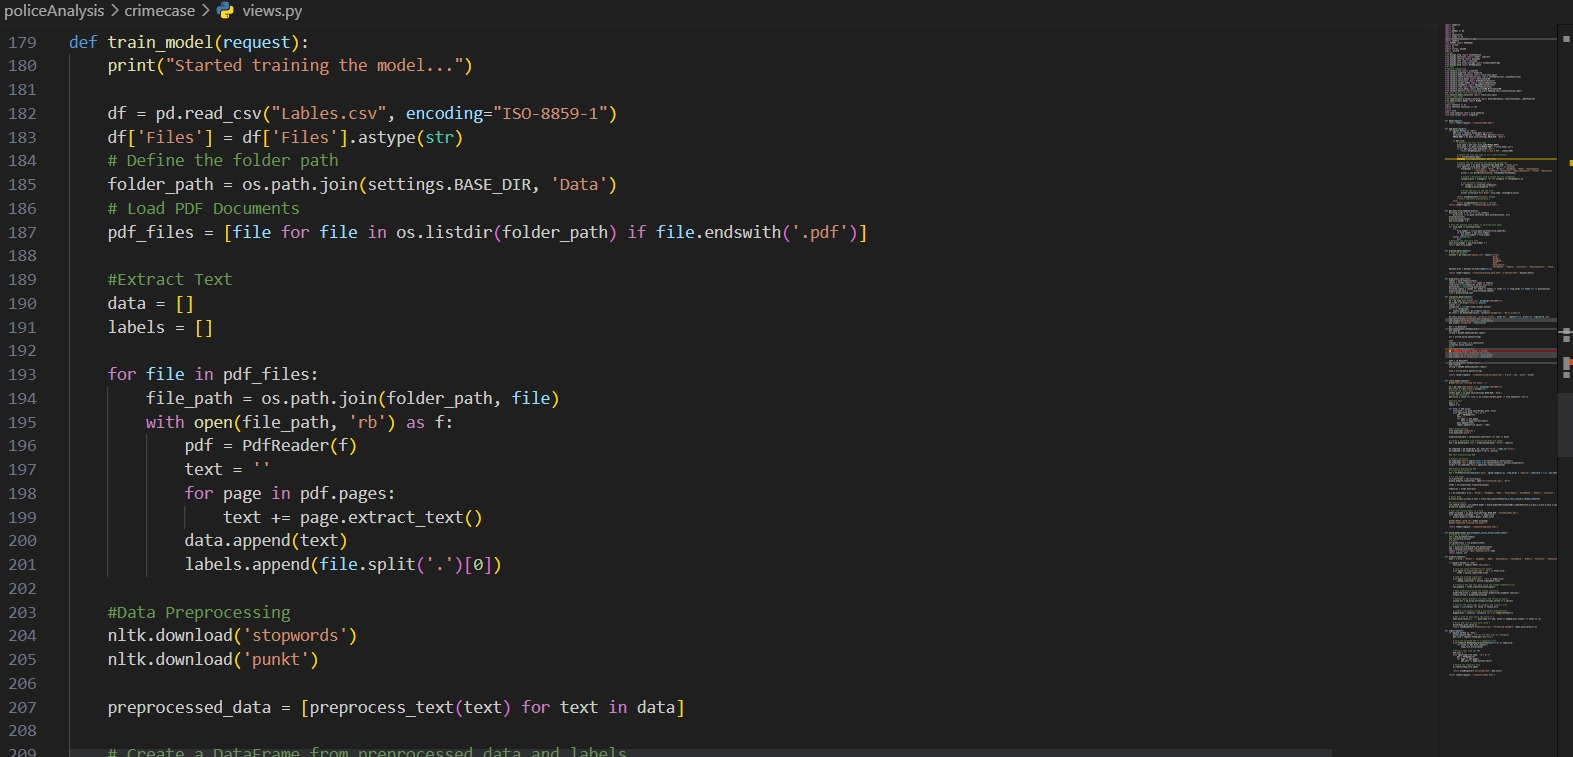 policeAnalysis > crimecase > views.py
179 def train_model(request):
180 print("Started training the model...")
181
182 df = pd.read_csv("Lables.csv", encoding="ISO-8859-1")
183 df['Files'] = df['Files'].astype(str)
184 # Define the folder path
185 folder_path = os.path.join(settings.BASE_DIR, 'Data')
186 # Load PDF Documents
187 pdf_files = [file for file in os.listdir(folder_path) if file.endswith('.pdf')]
188
189 #Extract Text
190 data = []
191 labels = []
192
193 for file in pdf_files:
194 file_path = os.path.join(folder_path, file)
195 with open(file_path, 'rb') as f:
196 pdf = PdfReader(f)
197 text = ''
198 for page in pdf.pages:
199 text += page.extract_text()
200 data.append(text)
201 labels.append(file.split('.')[0])
202
203 #Data Preprocessing
204 nltk.download('stopwords')
205 nltk.download('punkt')
206
207 preprocessed_data = [preprocess_text(text) for text in data]
208
209 # Create a DataFrame from preprocessed data and labels